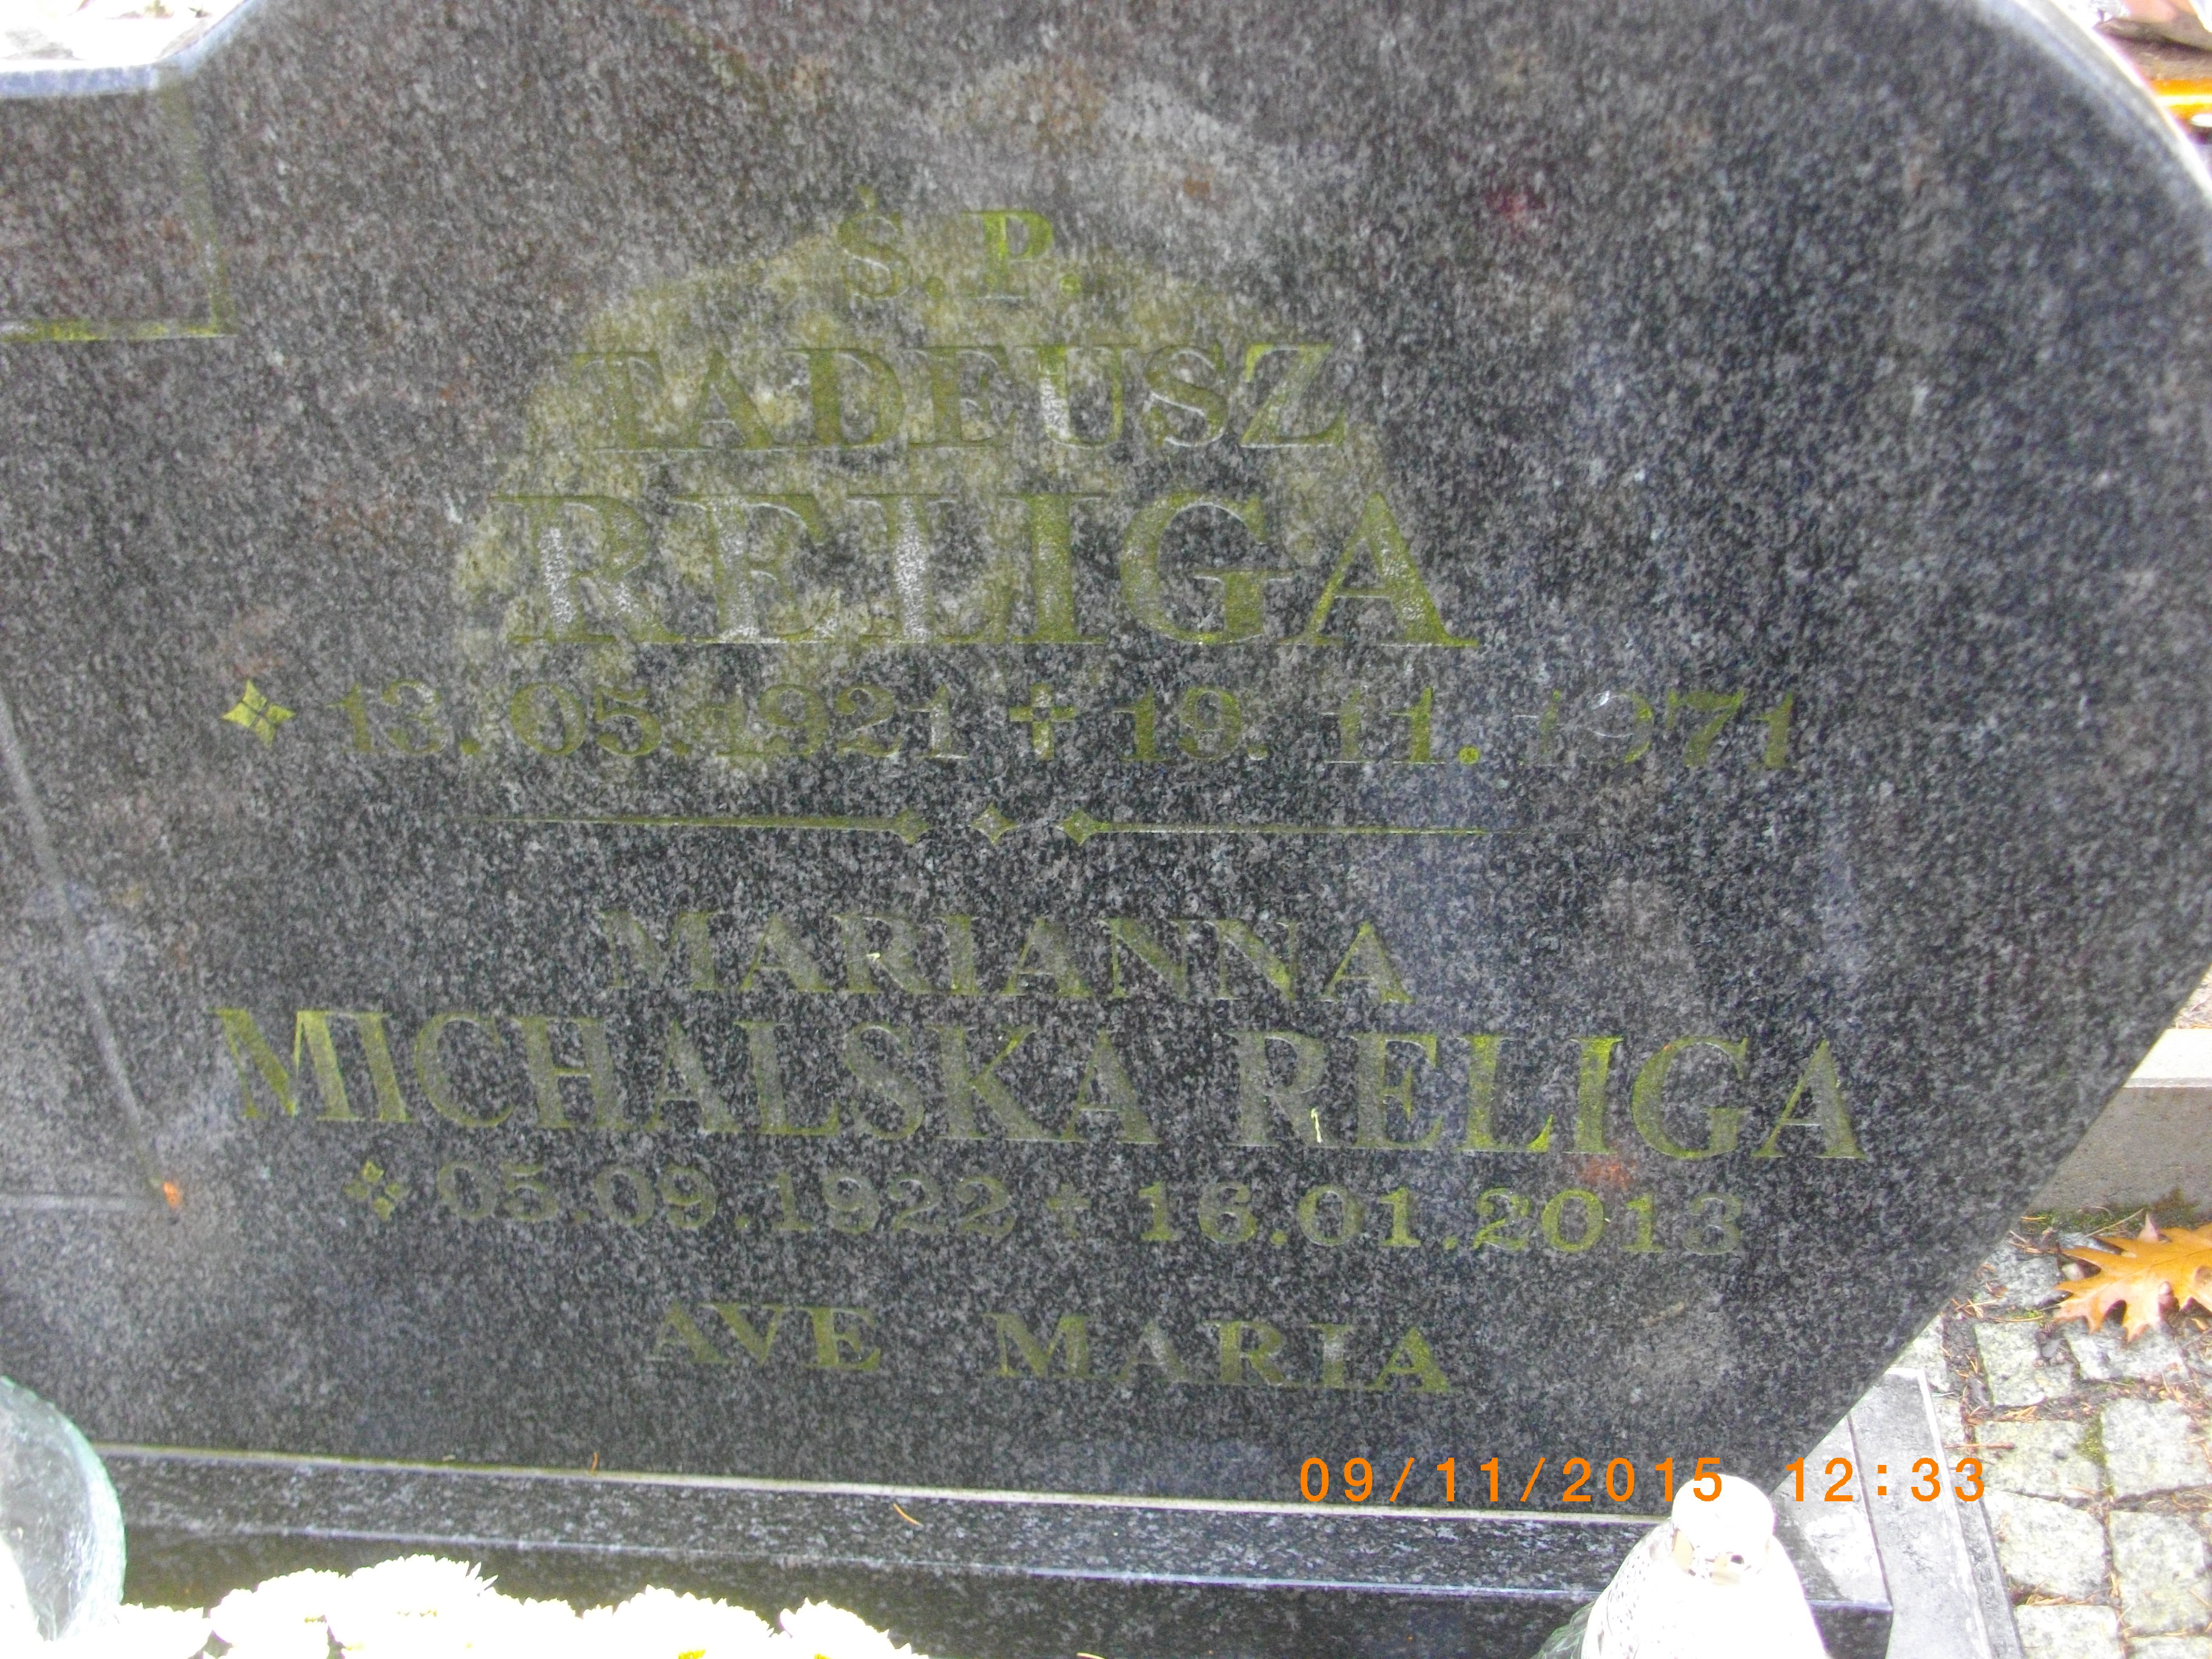 Ś. P.
TADEUSZ
RELIGA
13. 05. 1921 ✝ 19. 11. 1971
MARIANNA
MICHALSKA RELIGA
05.09.1922 ✝ 16.01.2013
AVE MARIA
09/11/2015 12:33